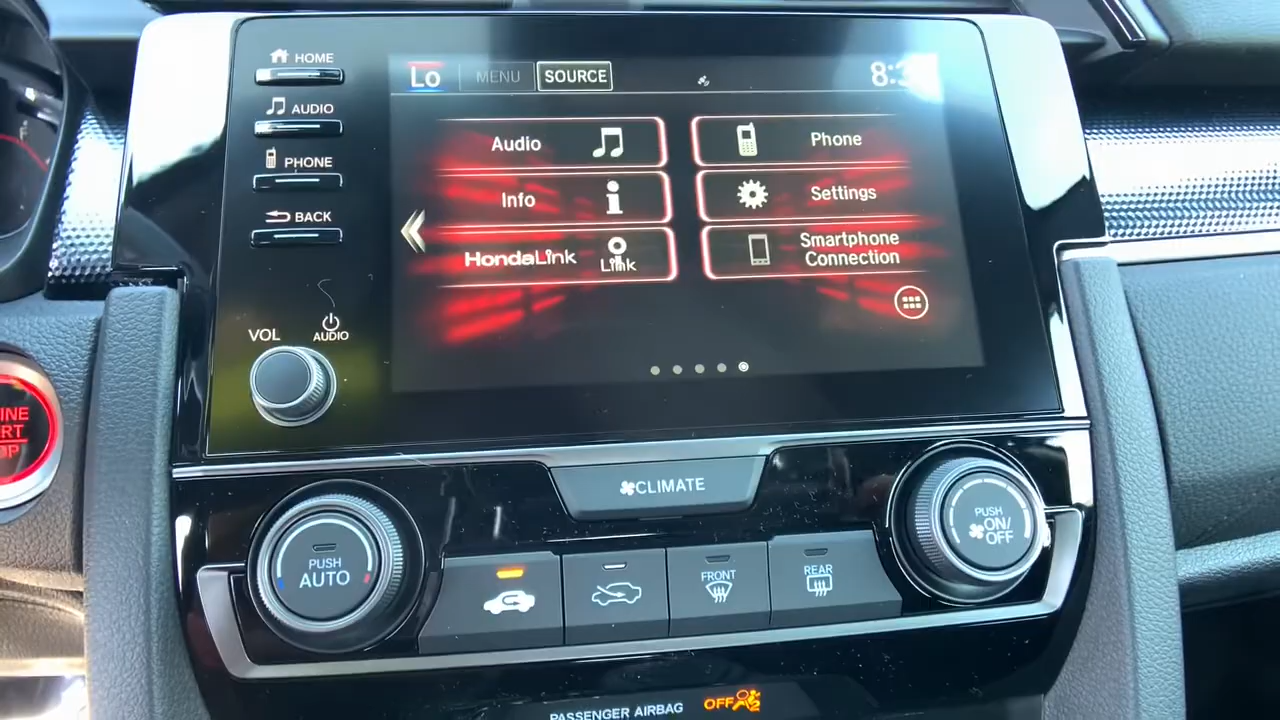 HOME
AUDIO
PHONE
BACK
VOL
AUDIO
Lo
MENU
SOURCE
Audio
Phone
Info
Settings
HondaLink
Link
Smartphone
Connection
CLIMATE
PUSH
AUTO
FRONT
REAR
PUSH
ON/
OFF
PASSENGER AIRBAG
OFF